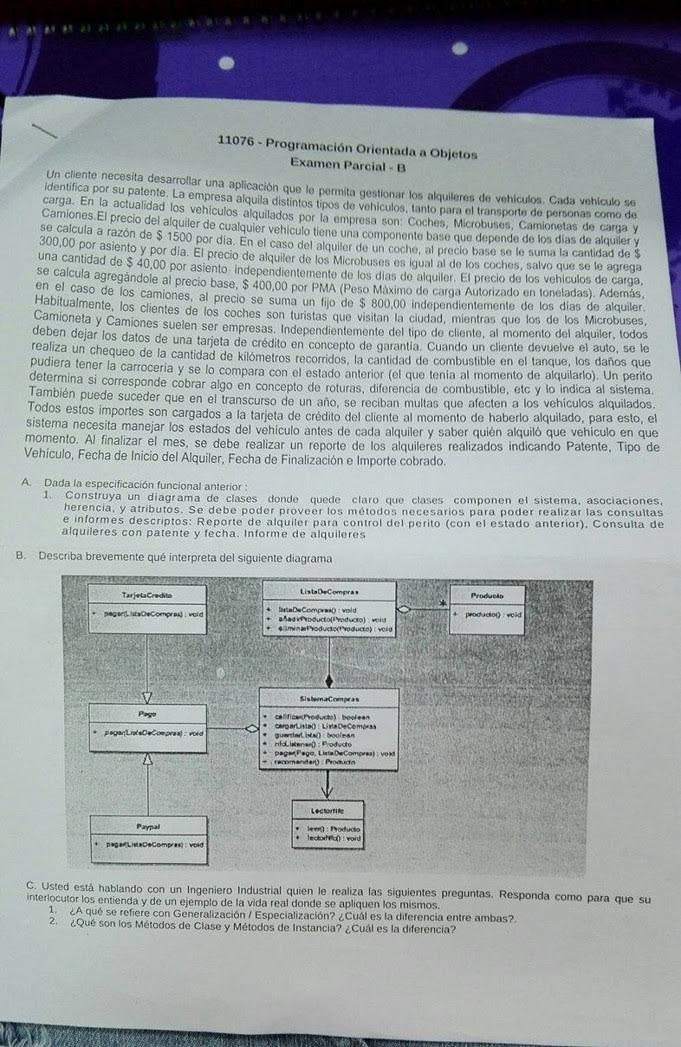 11076 - Programación Orientada a Objetos
Examen Parcial - B
Un cliente necesita desarrollar una aplicación que le permita gestionar los alquileres de vehículos. Cada vehículo se
identifica por su patente. La empresa alquila distintos tipos de vehículos, tanto para el transporte de personas como de
carga. En la actualidad los vehículos alquilados por la empresa son: Coches, Microbuses, Camionetas de carga y
Camiones.El precio del alquiler de cualquier vehículo tiene una componente base que depende de los días de alquiler y
se calcula a razón de $ 1500 por día. En el caso del alquiler de un coche, al precio base se le suma la cantidad de $
300,00 por asiento y por día. El precio de alquiler de los Microbuses es igual al de los coches, salvo que se le agrega
una cantidad de $ 40,00 por asiento independientemente de los días de alquiler. El precio de los vehículos de carga,
se calcula agregándole al precio base, $ 400,00 por PMA (Peso Máximo de carga Autorizado en toneladas). Además,
en el caso de los camiones, al precio se suma un fijo de $ 800,00 independientemente de los días de alquiler.
Habitualmente, los clientes de los coches son turistas que visitan la ciudad, mientras que los de los Microbuses,
Camioneta y Camiones suelen ser empresas. Independientemente del tipo de cliente, al momento del alquiler, todos
deben dejar los datos de una tarjeta de crédito en concepto de garantía. Cuando un cliente devuelve el auto, se le
realiza un chequeo de la cantidad de kilómetros recorridos, la cantidad de combustible en el tanque, los daños que
pudiera tener la carrocería y se lo compara con el estado anterior (el que tenía al momento de alquilarlo). Un perito
determina si corresponde cobrar algo en concepto de roturas, diferencia de combustible, etc y lo indica al sistema.
También puede suceder que en el transcurso de un año, se reciban multas que afecten a los vehículos alquilados.
Todos estos importes son cargados a la tarjeta de crédito del cliente al momento de haberlo alquilado, para esto, el
sistema necesita manejar los estados del vehículo antes de cada alquiler y saber quién alquiló que vehículo en que
momento. Al finalizar el mes, se debe realizar un reporte de los alquileres realizados indicando Patente, Tipo de
Vehículo, Fecha de Inicio del Alquiler, Fecha de Finalización e Importe cobrado.
A. Dada la especificación funcional anterior :
1. Construya un diagrama de clases donde quede claro que clases componen el sistema, asociaciones,
herencia, y atributos. Se debe poder proveer los métodos necesarios para poder realizar las consultas
e informes descriptos: Reporte de alquiler para control del perito (con el estado anterior), Consulta de
alquileres con patente y fecha. Informe de alquileres
B. Describa brevemente qué interpreta del siguiente diagrama
TarjetaCredito
+ pagar(ListaDeCompras) : void
ListaDeCompras
+ listaDeCompras() : void
+ añadirProducto(Producto) : void
+ eliminarProducto(Producto) : void
*
Producto
+ producto() : void
Pago
+ pagar(ListaDeCompras) : void
SistemaCompras
+ calificar(Producto) : boolean
+ cargarLista() : ListaDeCompras
+ guardarLista() : boolean
+ nfcListener() : Producto
+ pagar(Pago, ListaDeCompras) : void
- recomendar() : Producto
Paypal
+ pagar(ListaDeCompras) : void
LectorNfc
+ leer() : Producto
+ lectorNfc() : void
C. Usted está hablando con un Ingeniero Industrial quien le realiza las siguientes preguntas. Responda como para que su
interlocutor los entienda y de un ejemplo de la vida real donde se apliquen los mismos.
1. ¿A qué se refiere con Generalización / Especialización? ¿Cuál es la diferencia entre ambas?.
2. ¿Qué son los Métodos de Clase y Métodos de Instancia? ¿Cuál es la diferencia?